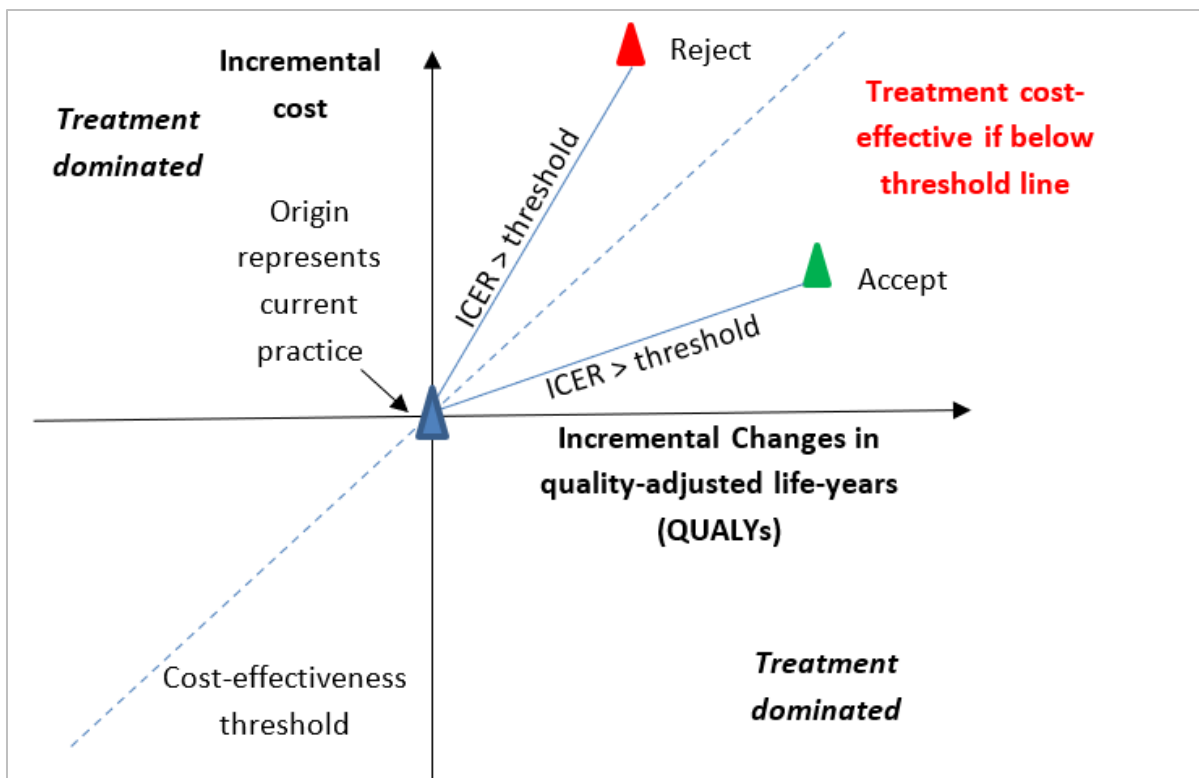 Incremental
cost
Treatment
dominated
Origin
represents
current
practice
ICER > threshold
Reject
Treatment cost-
effective if below
threshold line
Accept
ICER > threshold
Incremental Changes in
quality-adjusted life-years
(QUALYs)
Cost-effectiveness
threshold
Treatment
dominated